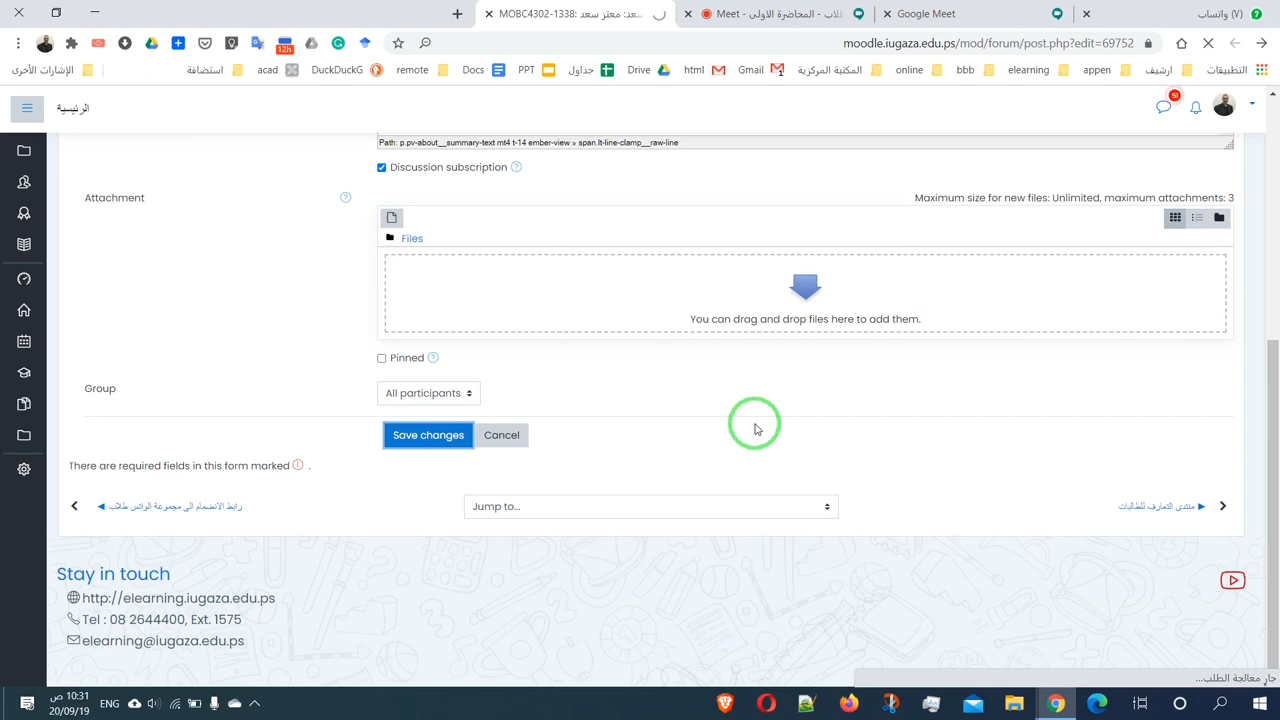 MOBC4302-1338: سعد: معتز سعد
Meet - المحاضرة الاولى - طلاب
Google Meet
(٧) واتساب
moodle.iugaza.edu.ps/mod/forum/post.php?edit=69752
12h
الإشارات الأخرى
استضافة
acad
DuckDuckG
remote
Docs
PPT
جداول
Drive
html
Gmail
المكتبة المركزية
online
bbb
elearning
appen
ارشيف
التطبيقات
الرئيسية
51
Path: p.pv-about__summary-text mt4 t-14 ember-view » span.lt-line-clamp__raw-line
Discussion subscription
Attachment
Maximum size for new files: Unlimited, maximum attachments: 3
Files
You can drag and drop files here to add them.
Pinned
Group
All participants
Save changes
Cancel
There are required fields in this form marked .
◀ رابط الانضمام الى مجموعة الواتس طلاب
Jump to...
منتدى التعارف للطالبات ▶
Stay in touch
http://elearning.iugaza.edu.ps
Tel : 08 2644400, Ext. 1575
elearning@iugaza.edu.ps
جارٍ معالجة الطلب...
10:31 ص
ENG
20/09/19